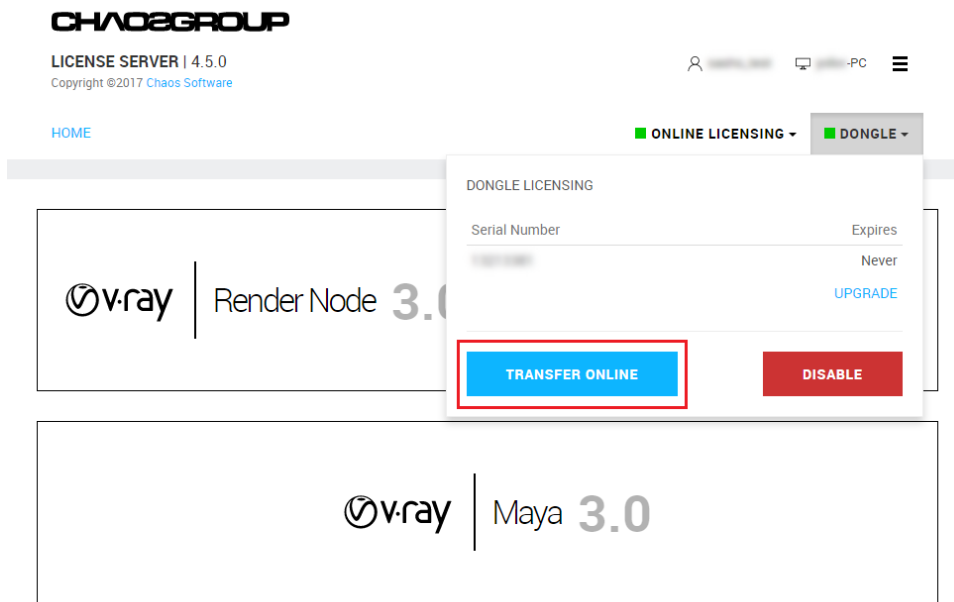 CHAOSGROUP
LICENSE SERVER | 4.5.0
Copyright ©2017 Chaos Software
-PC
HOME
ONLINE LICENSING
DONGLE
DONGLE LICENSING
Serial Number Expires
Never
UPGRADE
TRANSFER ONLINE DISABLE
v·ray Render Node 3.
v·ray Maya 3.0